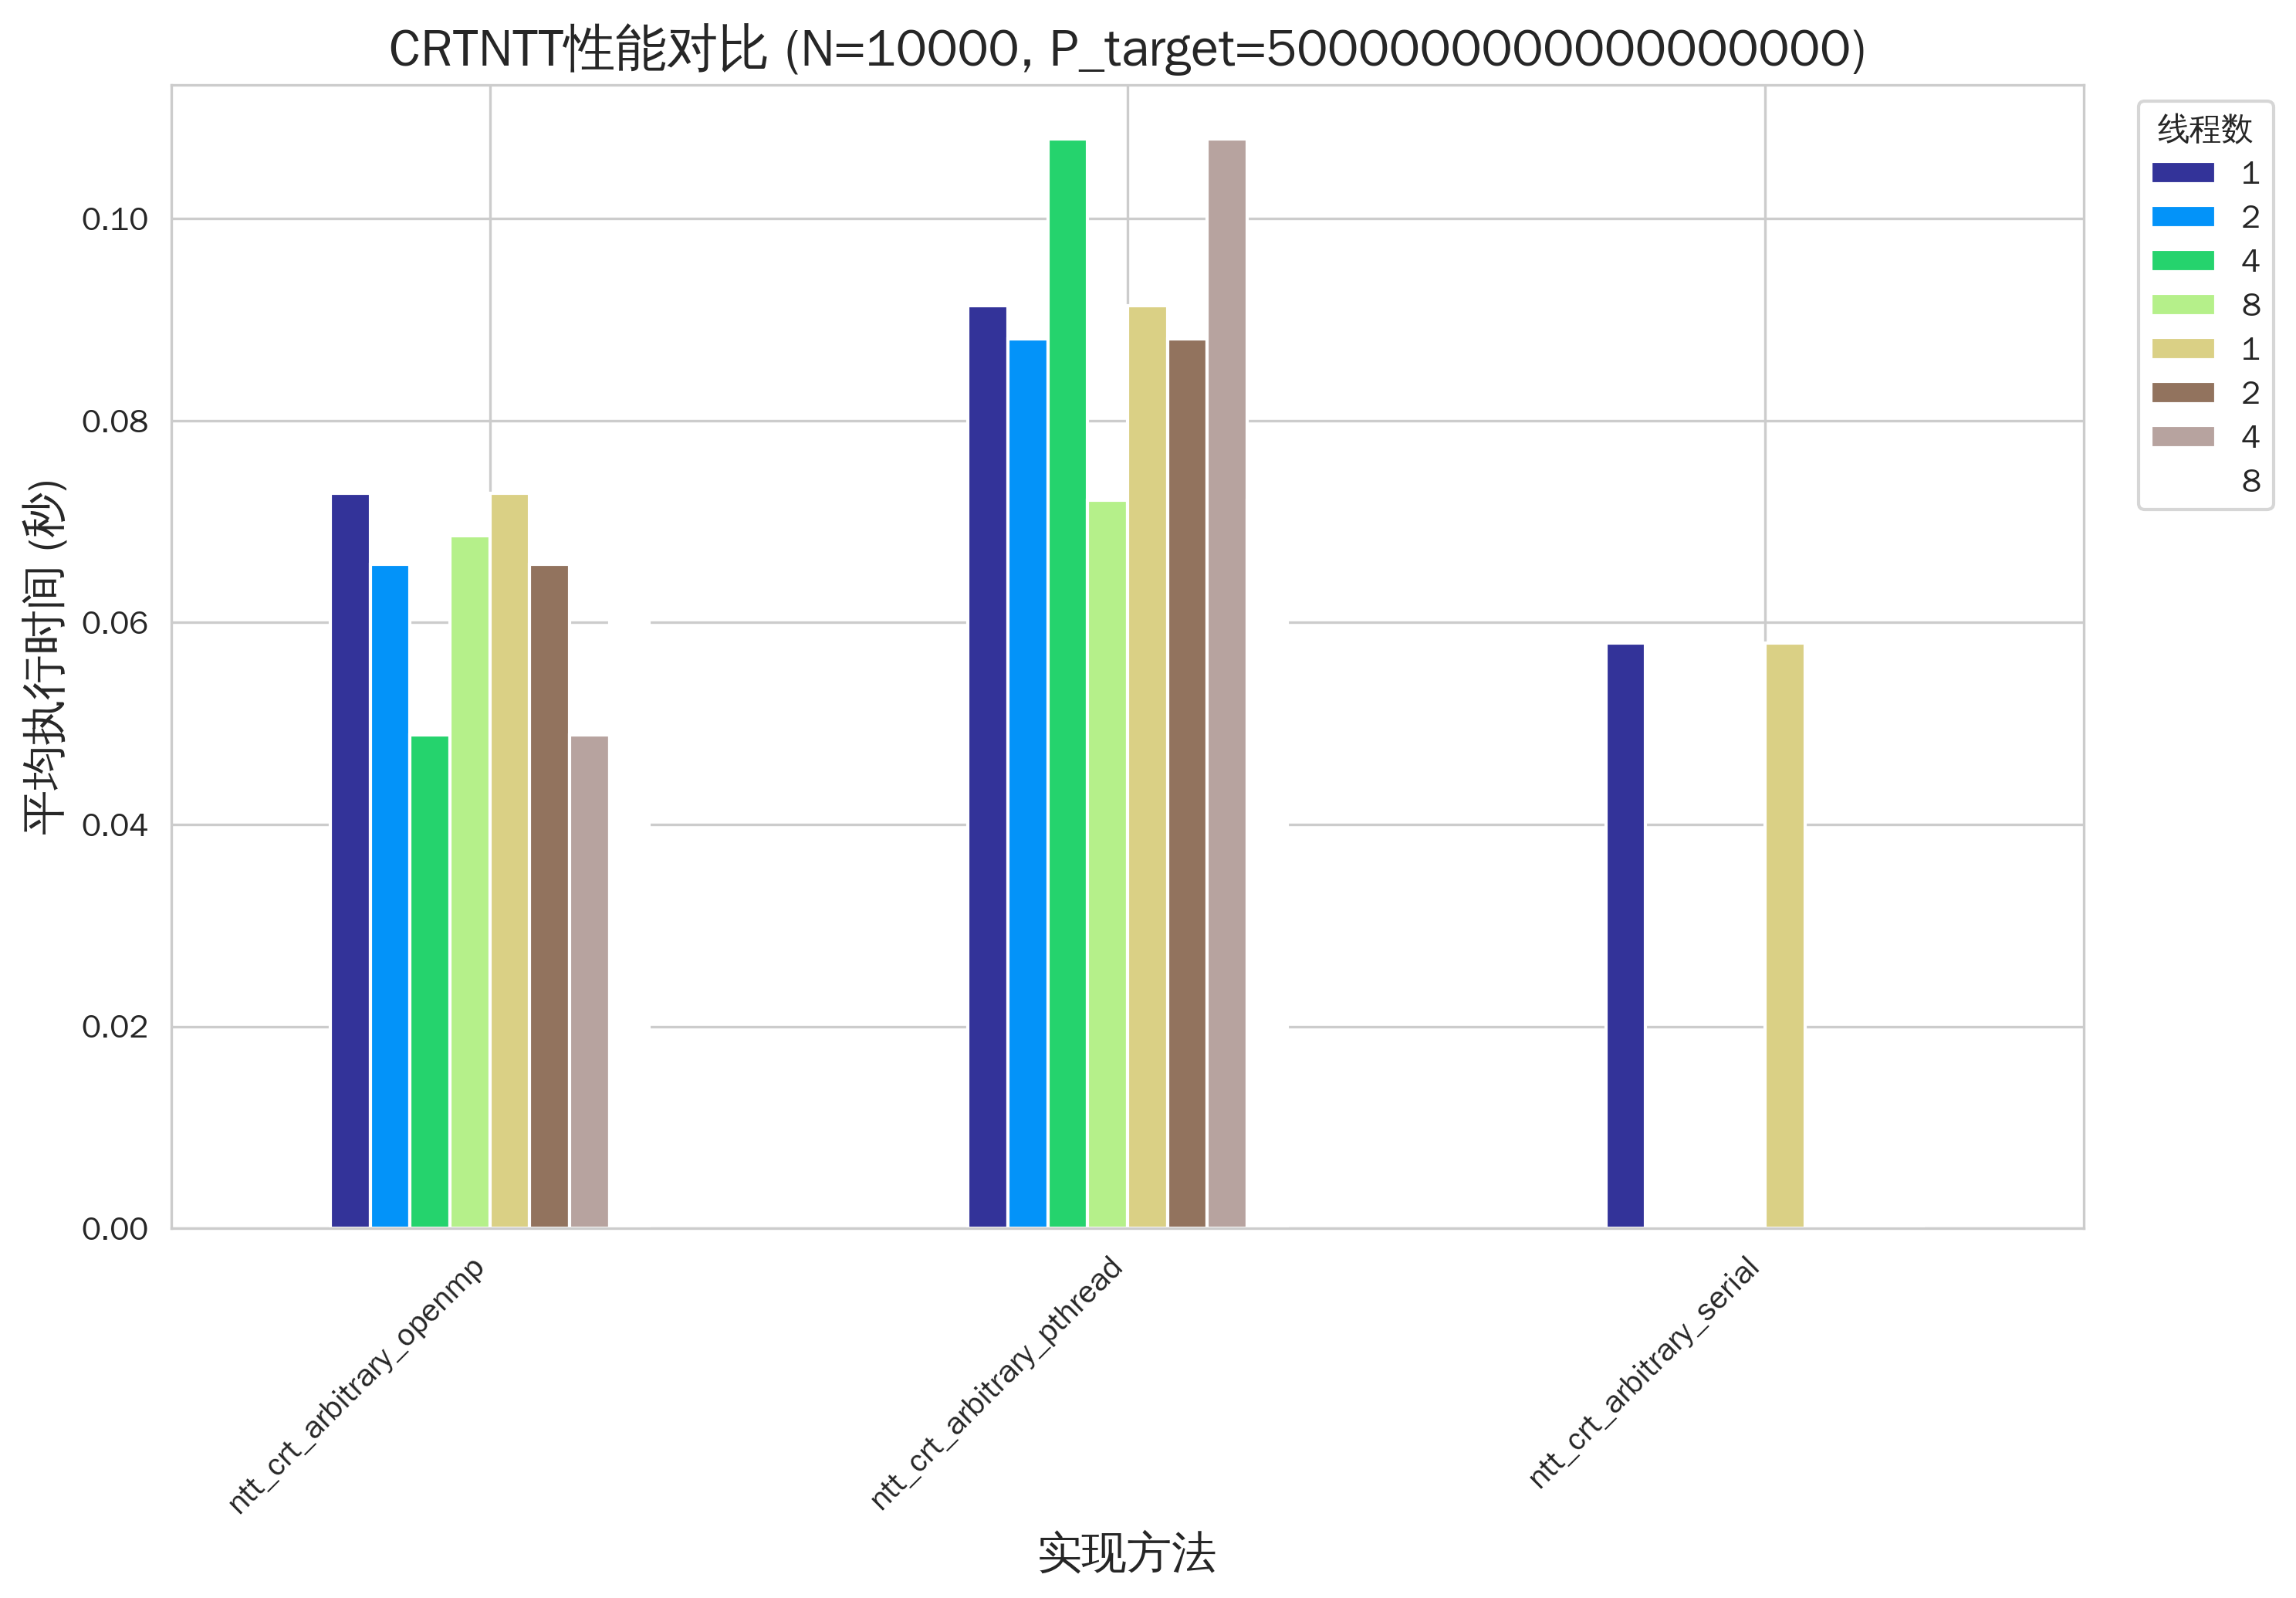 CRTNTT性能对比 (N=10000, P_target=5000000000000000000)
平均执行时间 (秒)
0.10
0.08
0.06
0.04
0.02
0.00
线程数
1
2
4
8
1
2
4
8
ntt_crt_arbitrary_openmp
ntt_crt_arbitrary_pthread
ntt_crt_arbitrary_serial
实现方法